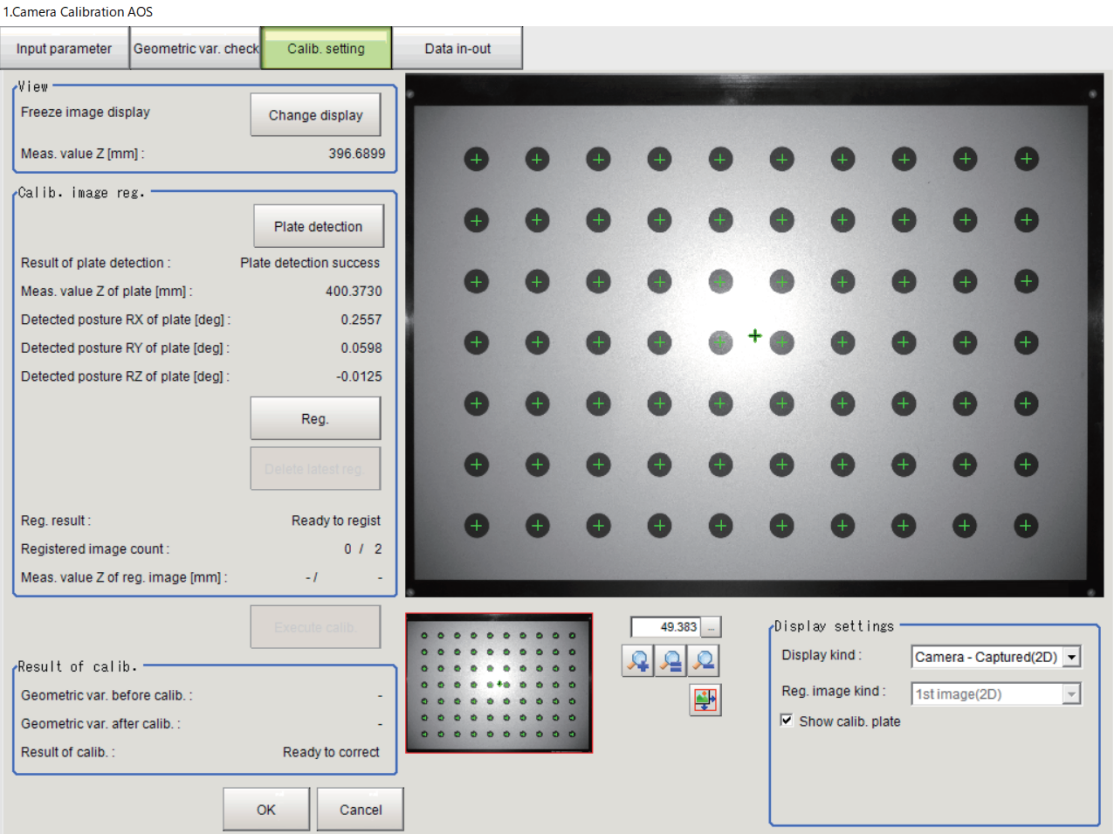 1.Camera Calibration AOS
Input parameter
Geometric var. check
Calib. setting
Data in-out
View
Freeze image display
Change display
Meas. value Z [mm] :
396.6899
Calib. image reg.
Plate detection
Result of plate detection :
Plate detection success
Meas. value Z of plate [mm] :
400.3730
Detected posture RX of plate [deg] :
0.2557
Detected posture RY of plate [deg] :
0.0598
Detected posture RZ of plate [deg] :
-0.0125
Reg.
Delete latest reg.
Reg. result :
Ready to regist
Registered image count :
0 / 2
Meas. value Z of reg. image [mm] :
- / -
Execute calib.
Result of calib.
Geometric var. before calib. :
-
Geometric var. after calib. :
-
Result of calib. :
Ready to correct
OK
Cancel
49.383
...
Display settings
Display kind :
Camera - Captured(2D)
Reg. image kind :
1st image(2D)
Show calib. plate